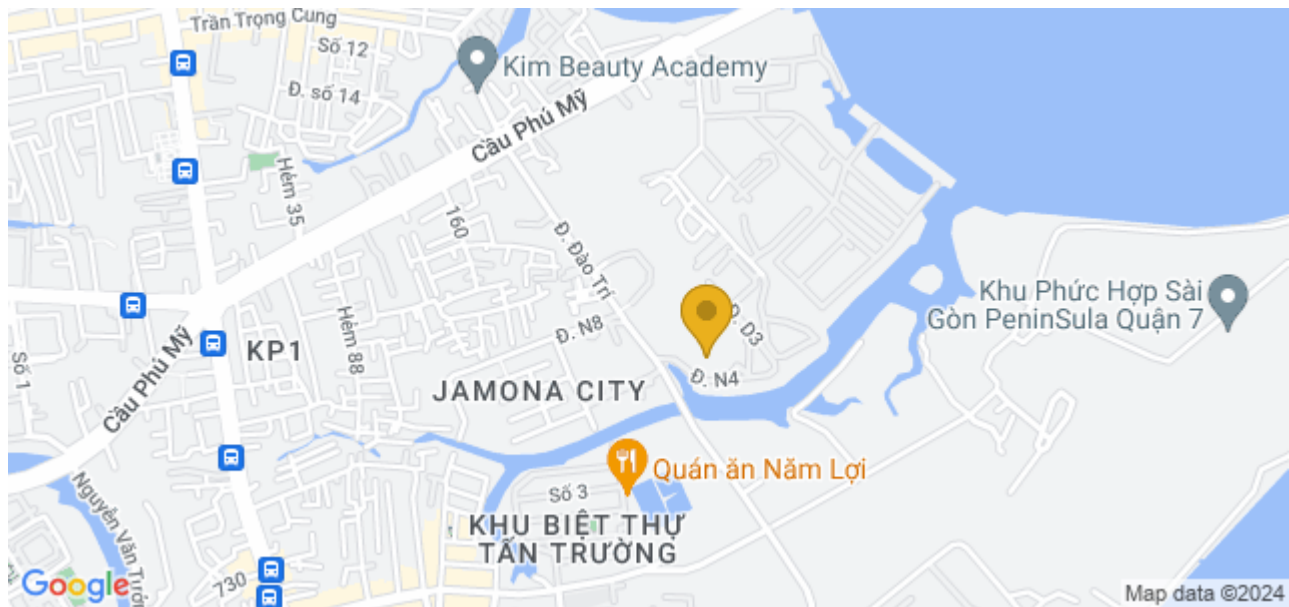 Trần Trọng Cung
Số 12
Kim Beauty Academy
Đ. số 14
Cầu Phú Mỹ
Hẻm 35
160
Đ. Đào Trí
Khu Phức Hợp Sài
Gòn PeninSula Quận 7
Đ. D3
Đ. N8
KP1
Hẻm 88
Số 1
Cầu Phú Mỹ
Đ. N4
JAMONA CITY
Quán ăn Năm Lợi
Số 3
KHU BIỆT THỰ
TẤN TRƯỜNG
730
Google
Map data ©2024